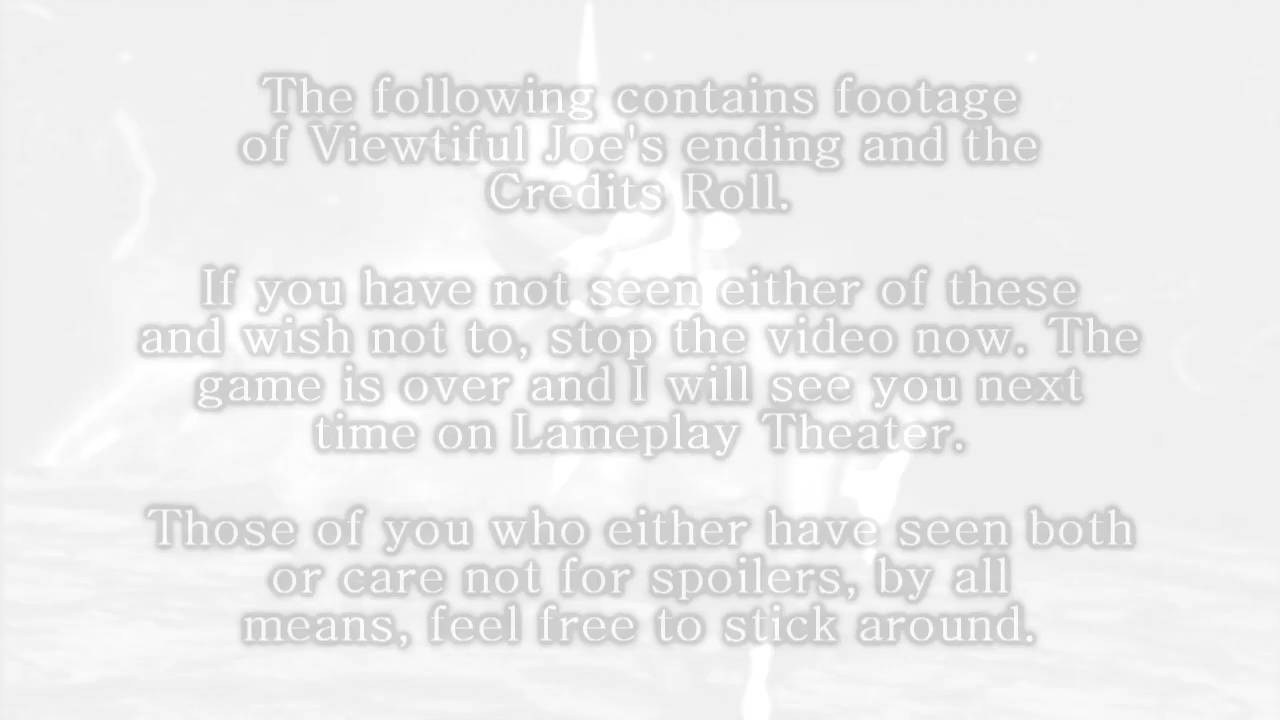 The following contains footage
of Viewtiful Joe's ending and the
Credits Roll.
If you have not seen either of these
and wish not to, stop the video now. The
game is over and I will see you next
time on Lameplay Theater.
Those of you who either have seen both
or care not for spoilers, by all
means, feel free to stick around.